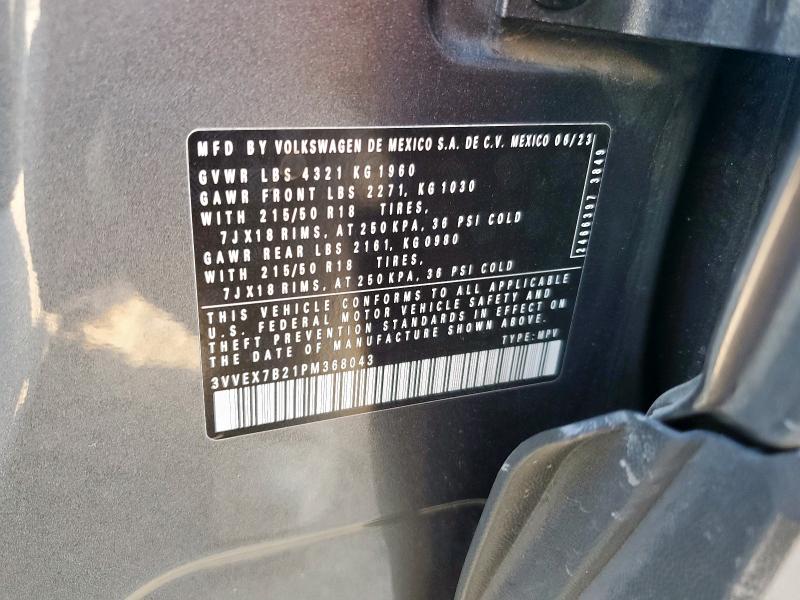 MFD BY VOLKSWAGEN DE MEXICO S.A. DE C.V. MEXICO 06/23
GVWR LBS 4321 KG 1960
GAWR FRONT LBS 2271, KG 1030
WITH 215/50 R18 TIRES,
7J X18 RIMS, AT 250 KPA, 36 PSI COLD
GAWR REAR LBS 2161, KG 0980
WITH 215/50 R18 TIRES,
7J X18 RIMS, AT 250 KPA, 36 PSI COLD
THIS VEHICLE CONFORMS TO ALL APPLICABLE
U.S. FEDERAL MOTOR VEHICLE SAFETY AND
THEFT PREVENTION STANDARDS IN EFFECT ON
THE DATE OF MANUFACTURE SHOWN ABOVE.
TYPE: MPV
3VVEX7B21PM368043